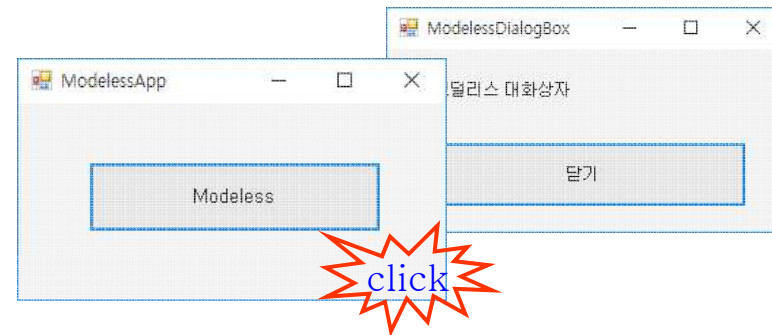 ModelessDialogBox
ModelessApp
덜리스 대화상자
닫기
Modeless
click